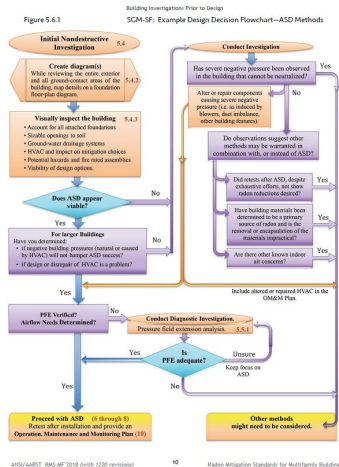 Building Investigations Prior to Design
Figure 5.6.1 SGM-SF: Example Design Decision Flowchart—ASD Methods
Initial Nondestructive
Investigation 5.4
Create diagram(s)
While reviewing the entire exterior
and all ground-contact areas of the 5.4.2
building, map details on a foundation
floor-plan diagram.
Visually inspect the building 5.4.3
• Account for all attached foundations
• Sizable openings to soil
• Ground-water drainage systems
• HVAC and impact on mitigation choices
• Potential hazards and fire rated assemblies
• Viability of design options.
Does ASD appear
viable?
No
Yes
For larger Buildings
Have you determined:
• if negative building pressures (natural or caused
by HVAC) will not hamper ASD success?
• if design or disrepair of HVAC is a problem?
No
Yes
PFE Verified?
Airflow Needs Determined?
No
Yes
Conduct Investigation
Has severe negative pressure been observed
in the building that cannot be neutralized?
Yes
No
Alter or repair components
causing severe negative
pressure (i.e. as induced by
blowers, duct imbalance,
other building features).
Do observations suggest other
methods may be warranted in
combination with, or instead of ASD?
Did retests after ASD, despite
exhaustive efforts, not show
radon reductions desired?
Yes
Have building materials been
determined to be a primary
source of radon and is the
removal or encapsulation of the
materials impractical?
Yes
Are there other known indoor
air concerns?
Yes
No
Include altered or repaired HVAC in the
OM&M Plan
Conduct Diagnostic Investigation.
Pressure field extension analysis. 5.5.1
Is
PFE adequate?
Yes
Unsure
Keep focus on
ASD
No
Proceed with ASD (6 through 8)
Retest after installation and provide an
Operation, Maintenance and Monitoring Plan (10)
Other methods
might need to be considered.
ANSI/AARST RMS-MF 2018 (with 1220 revisions) 10 Radon Mitigation Standards for Multifamily Building